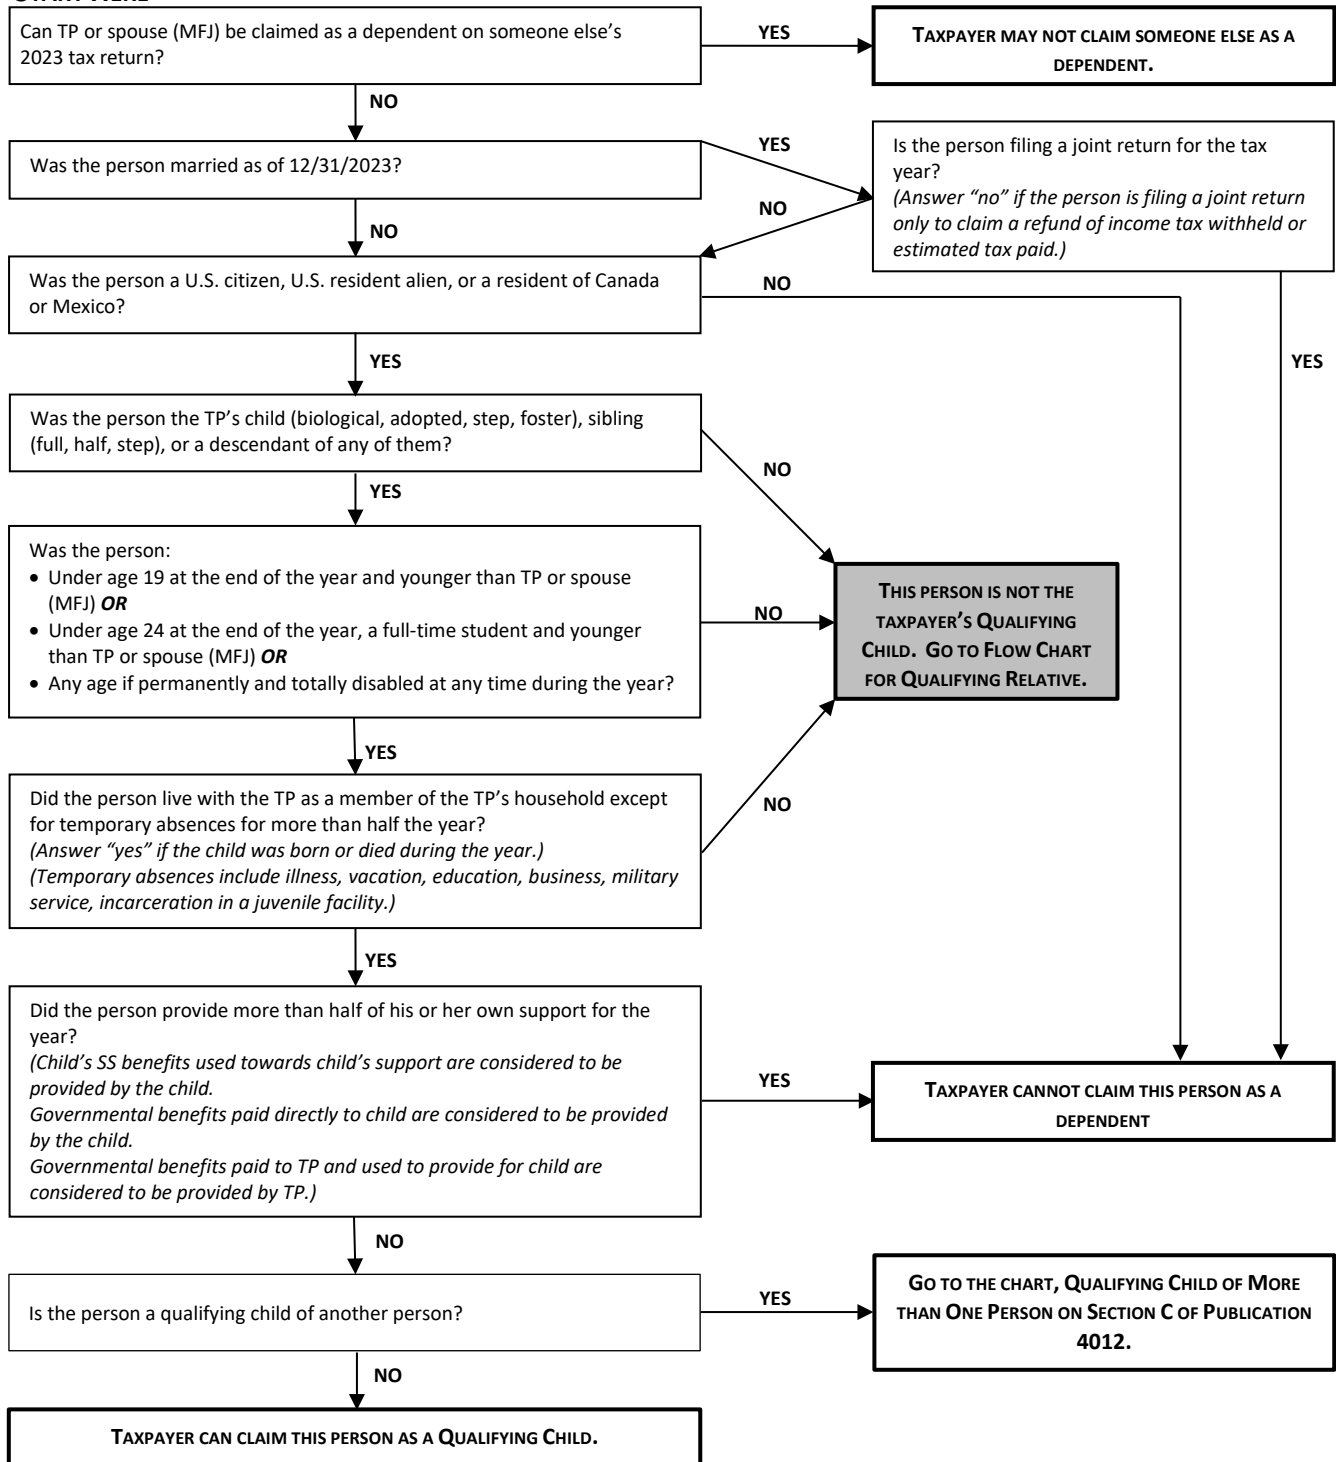 START HERE
Can TP or spouse (MFJ) be claimed as a dependent on someone else's
2023 tax return?
YES
TAXPAYER MAY NOT CLAIM SOMEONE ELSE AS A
DEPENDENT.
NO
Was the person married as of 12/31/2023?
YES
Is the person filing a joint return for the tax
year?
(Answer "no" if the person is filing a joint return
only to claim a refund of income tax withheld or
estimated tax paid.)
NO
NO
Was the person a U.S. citizen, U.S. resident alien, or a resident of Canada
or Mexico?
NO
YES
YES
Was the person the TP's child (biological, adopted, step, foster), sibling
(full, half, step), or a descendant of any of them?
NO
YES
Was the person:
• Under age 19 at the end of the year and younger than TP or spouse
(MFJ) OR
• Under age 24 at the end of the year, a full-time student and younger
than TP or spouse (MFJ) OR
• Any age if permanently and totally disabled at any time during the year?
NO
THIS PERSON IS NOT THE
TAXPAYER'S QUALIFYING
CHILD. GO TO FLOW CHART
FOR QUALIFYING RELATIVE.
YES
Did the person live with the TP as a member of the TP's household except
for temporary absences for more than half the year?
(Answer "yes" if the child was born or died during the year.)
(Temporary absences include illness, vacation, education, business, military
service, incarceration in a juvenile facility.)
NO
YES
Did the person provide more than half of his or her own support for the
year?
(Child's SS benefits used towards child's support are considered to be
provided by the child.
Governmental benefits paid directly to child are considered to be provided
by the child.
Governmental benefits paid to TP and used to provide for child are
considered to be provided by TP.)
YES
TAXPAYER CANNOT CLAIM THIS PERSON AS A
DEPENDENT
NO
Is the person a qualifying child of another person?
YES
GO TO THE CHART, QUALIFYING CHILD OF MORE
THAN ONE PERSON ON SECTION C OF PUBLICATION
4012.
NO
TAXPAYER CAN CLAIM THIS PERSON AS A QUALIFYING CHILD.